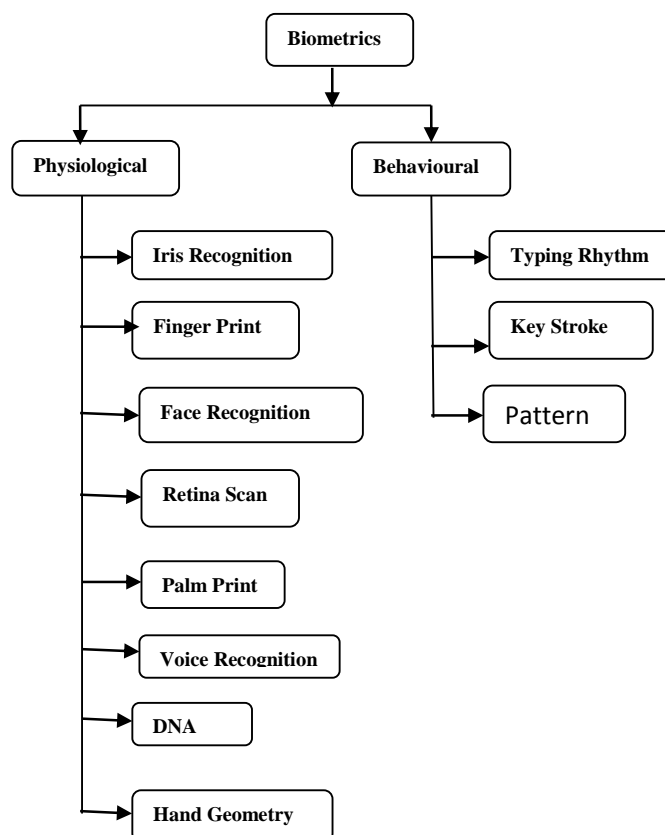 Biometrics
Physiological
Behavioural
Iris Recognition
Typing Rhythm
Finger Print
Key Stroke
Face Recognition
Pattern
Retina Scan
Palm Print
Voice Recognition
DNA
Hand Geometry